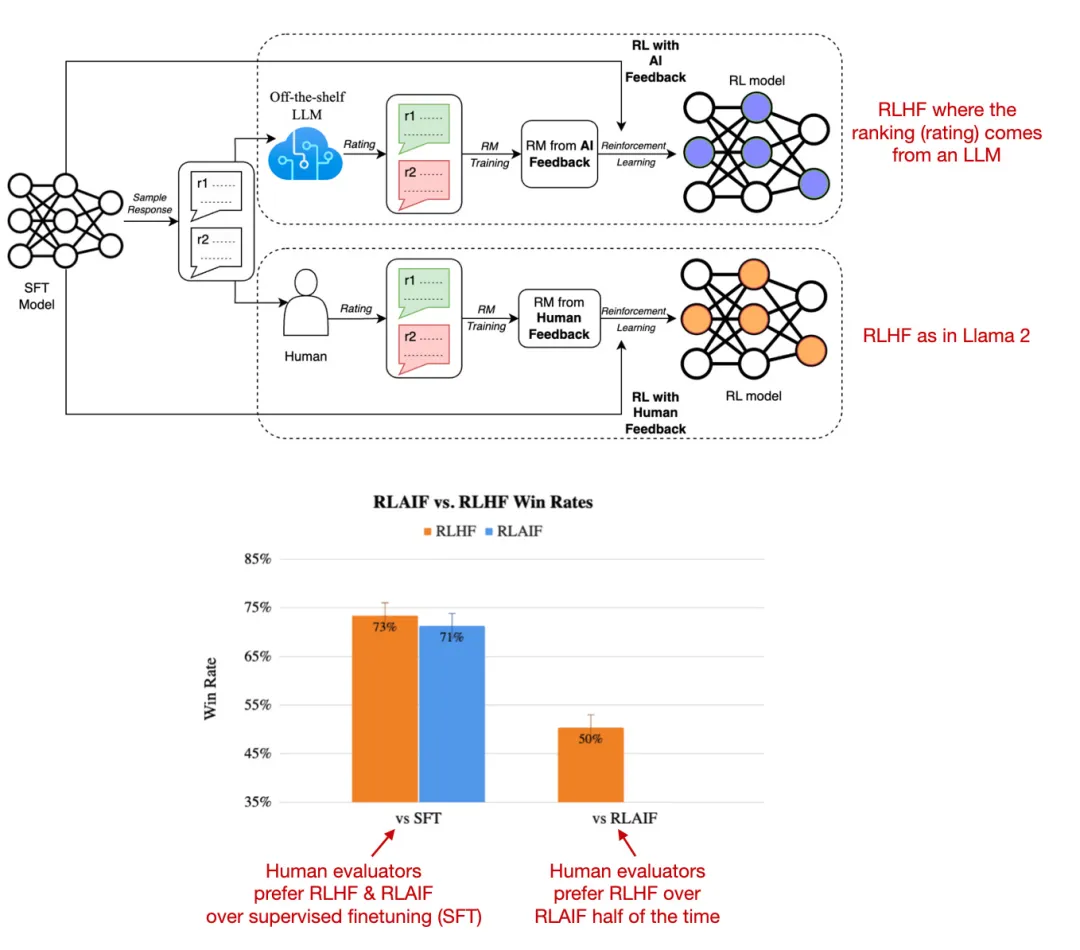 RL with
AI
Feedback
Off-the-shelf
LLM
Rating
r1 ......
............
r2 ......
............
RM
Training
RM from AI
Feedback
Reinforcement
Learning
RL model
RLHF where the
ranking (rating) comes
from an LLM
SFT
Model
Sample
Response
r1 ......
............
r2 ......
............
Human
Rating
r1 ......
............
r2 ......
............
RM
Training
RM from
Human
Feedback
Reinforcement
Learning
RL model
RL with
Human
Feedback
RLHF as in Llama 2
RLAIF vs. RLHF Win Rates
RLHF RLAIF
Win Rate
85%
75%
65%
55%
45%
35%
73%
71%
50%
vs SFT
vs RLAIF
Human evaluators
prefer RLHF & RLAIF
over supervised finetuning (SFT)
Human evaluators
prefer RLHF over
RLAIF half of the time